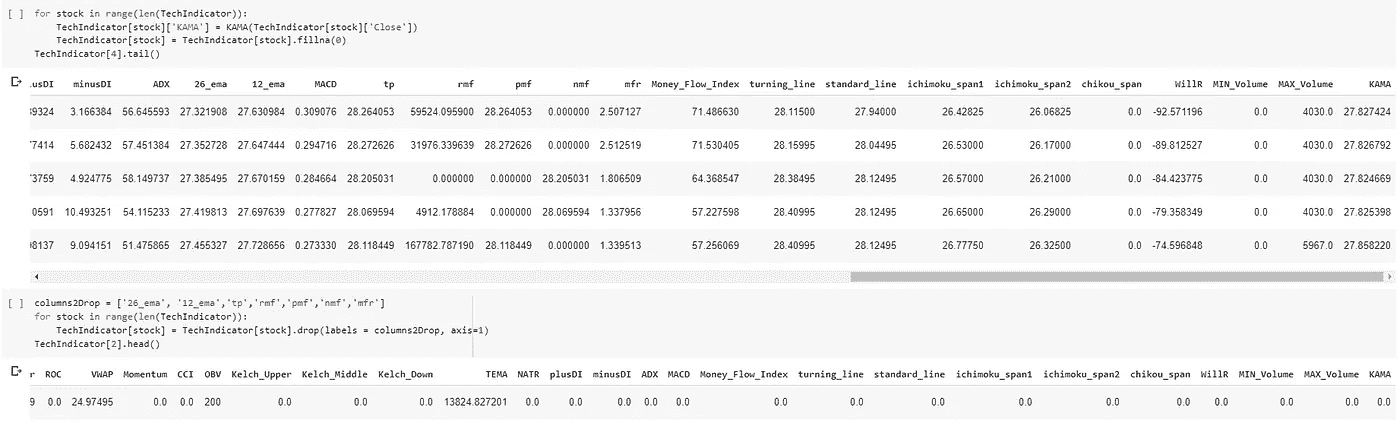 [ ] for stock in range(len(TechIndicator)):
TechIndicator[stock]['KAMA'] = KAMA(TechIndicator[stock]['Close'])
TechIndicator[stock] = TechIndicator[stock].fillna(0)
TechIndicator[4].tail()
usDI minusDI ADX 26_ema 12_ema MACD tp rmf pmf nmf mfr Money_Flow_Index turning_line standard_line ichimoku_span1 ichimoku_span2 chikou_span WillR MIN_Volume MAX_Volume KAMA
39324 3.166384 56.645593 27.321908 27.630984 0.309076 28.264053 59524.095900 28.264053 0.000000 2.507127 71.486630 28.11500 27.94000 26.42825 26.06825 0.0 -92.571196 0.0 4030.0 27.827424
77414 5.682432 57.451384 27.352728 27.647444 0.294716 28.272626 31976.339639 28.272626 0.000000 2.512519 71.530405 28.15995 28.04495 26.53000 26.17000 0.0 -89.812527 0.0 4030.0 27.826792
73759 4.924775 58.149737 27.385495 27.670159 0.284664 28.205031 0.000000 0.000000 28.205031 1.806509 64.368547 28.38495 28.12495 26.57000 26.21000 0.0 -84.423775 0.0 4030.0 27.824669
0591 10.493251 54.115233 27.419813 27.697639 0.277827 28.069594 4912.178884 0.000000 28.069594 1.337956 57.227598 28.40995 28.12495 26.65000 26.29000 0.0 -79.358349 0.0 4030.0 27.825398
8137 9.094151 51.475865 27.455327 27.728656 0.273330 28.118449 167782.787190 28.118449 0.000000 1.339513 57.256069 28.40995 28.12495 26.77750 26.32500 0.0 -74.596848 0.0 5967.0 27.858220
[ ] columns2Drop = ['26_ema', '12_ema','tp','rmf','pmf','nmf','mfr']
for stock in range(len(TechIndicator)):
TechIndicator[stock] = TechIndicator[stock].drop(labels = columns2Drop, axis=1)
TechIndicator[2].head()
r ROC VWAP Momentum CCI OBV Kelch_Upper Kelch_Middle Kelch_Down TEMA NATR plusDI minusDI ADX MACD Money_Flow_Index turning_line standard_line ichimoku_span1 ichimoku_span2 chikou_span WillR MIN_Volume MAX_Volume KAMA
9 0.0 24.97495 0.0 0.0 200 0.0 0.0 0.0 13824.827201 0.0 0.0 0.0 0.0 0.0 0.0 0.0 0.0 0.0 0.0 0.0 0.0 0.0 0.0 0.0